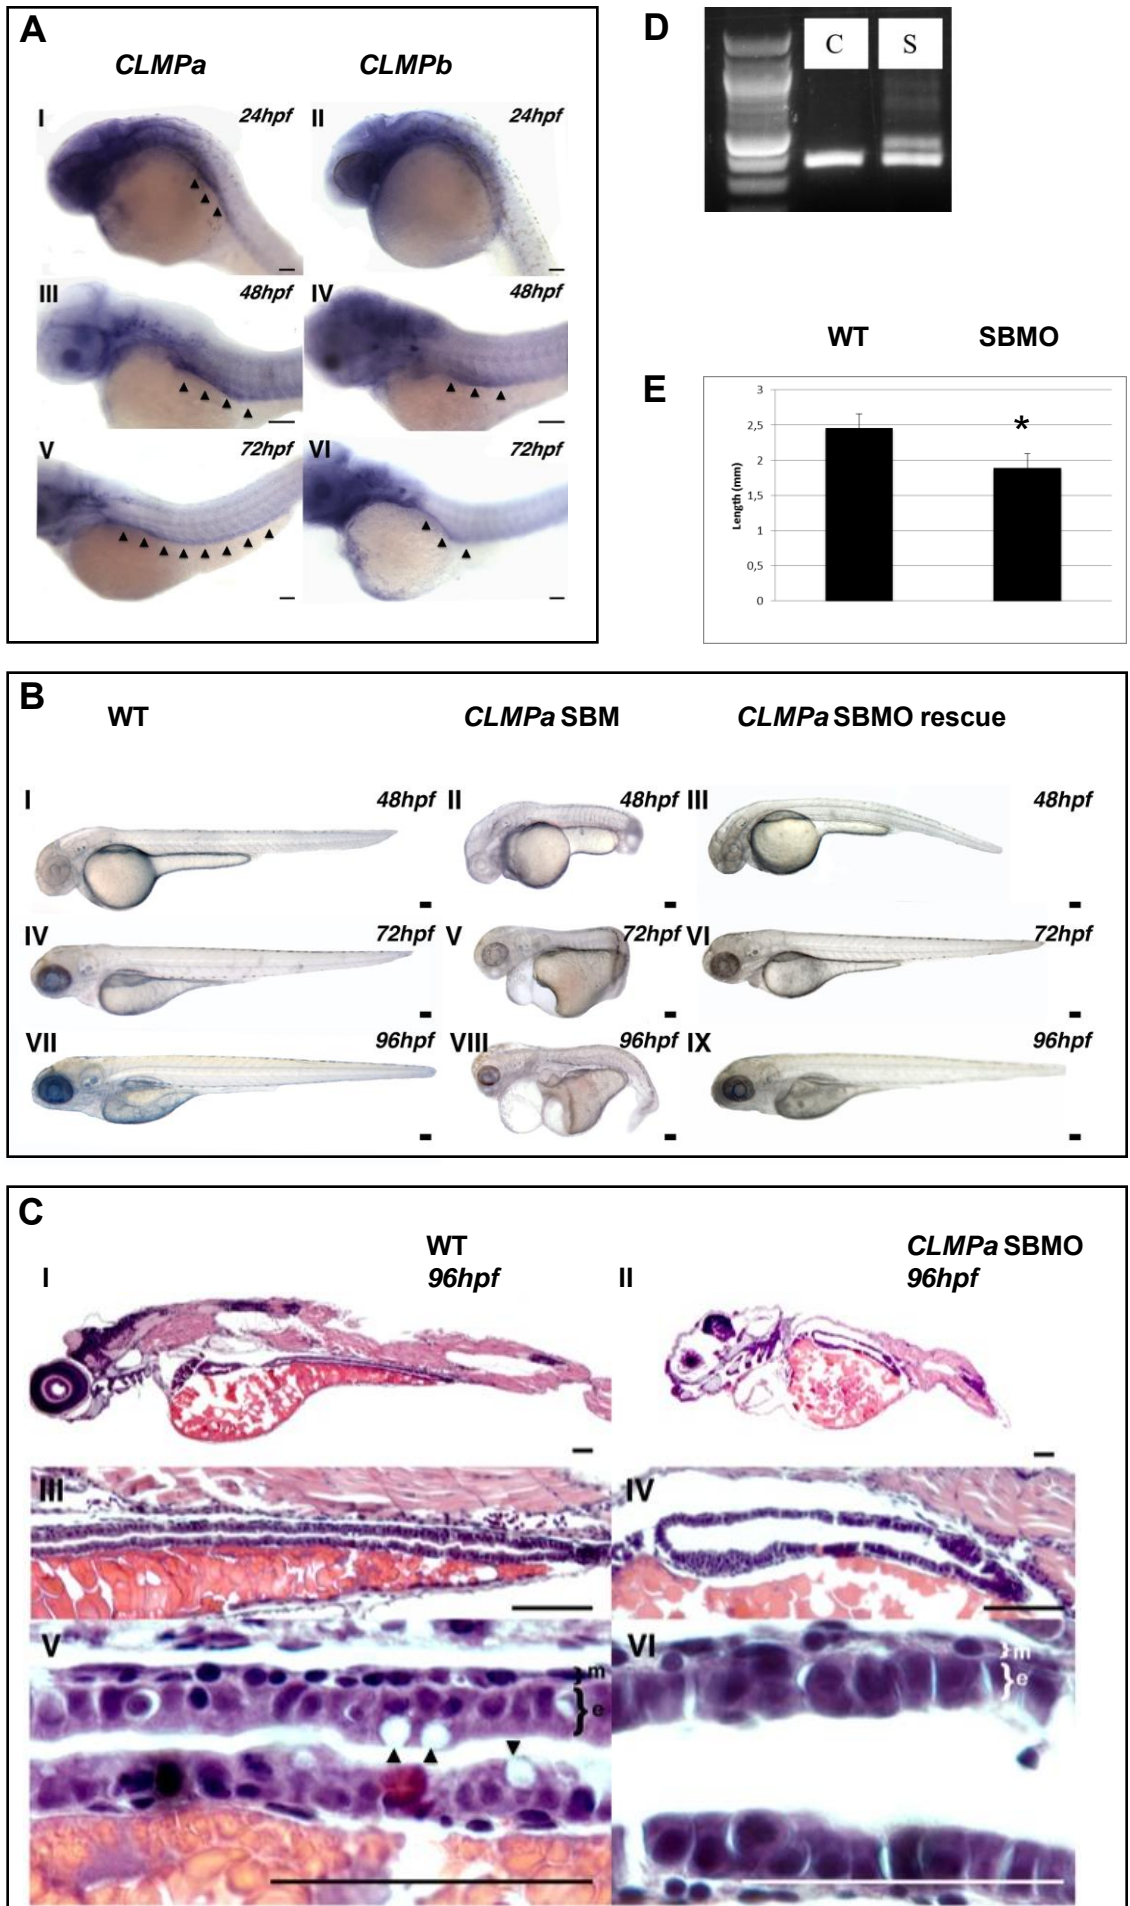 A
CLMPa CLMPb
I 24hpf II 24hpf
III 48hpf IV 48hpf
V 72hpf VI 72hpf
D
C S
WT SBMO
E
3
2,5
2
1,5
1
0,5
0
Length (mm)
*
B
WT CLMPa SBM CLMPa SBMO rescue
I 48hpf II 48hpf III 48hpf
IV 72hpf V 72hpf VI 72hpf
VII 96hpf VIII 96hpf IX 96hpf
C
WT CLMPa SBMO
I 96hpf II 96hpf
III IV
V } m } e VI } m } e